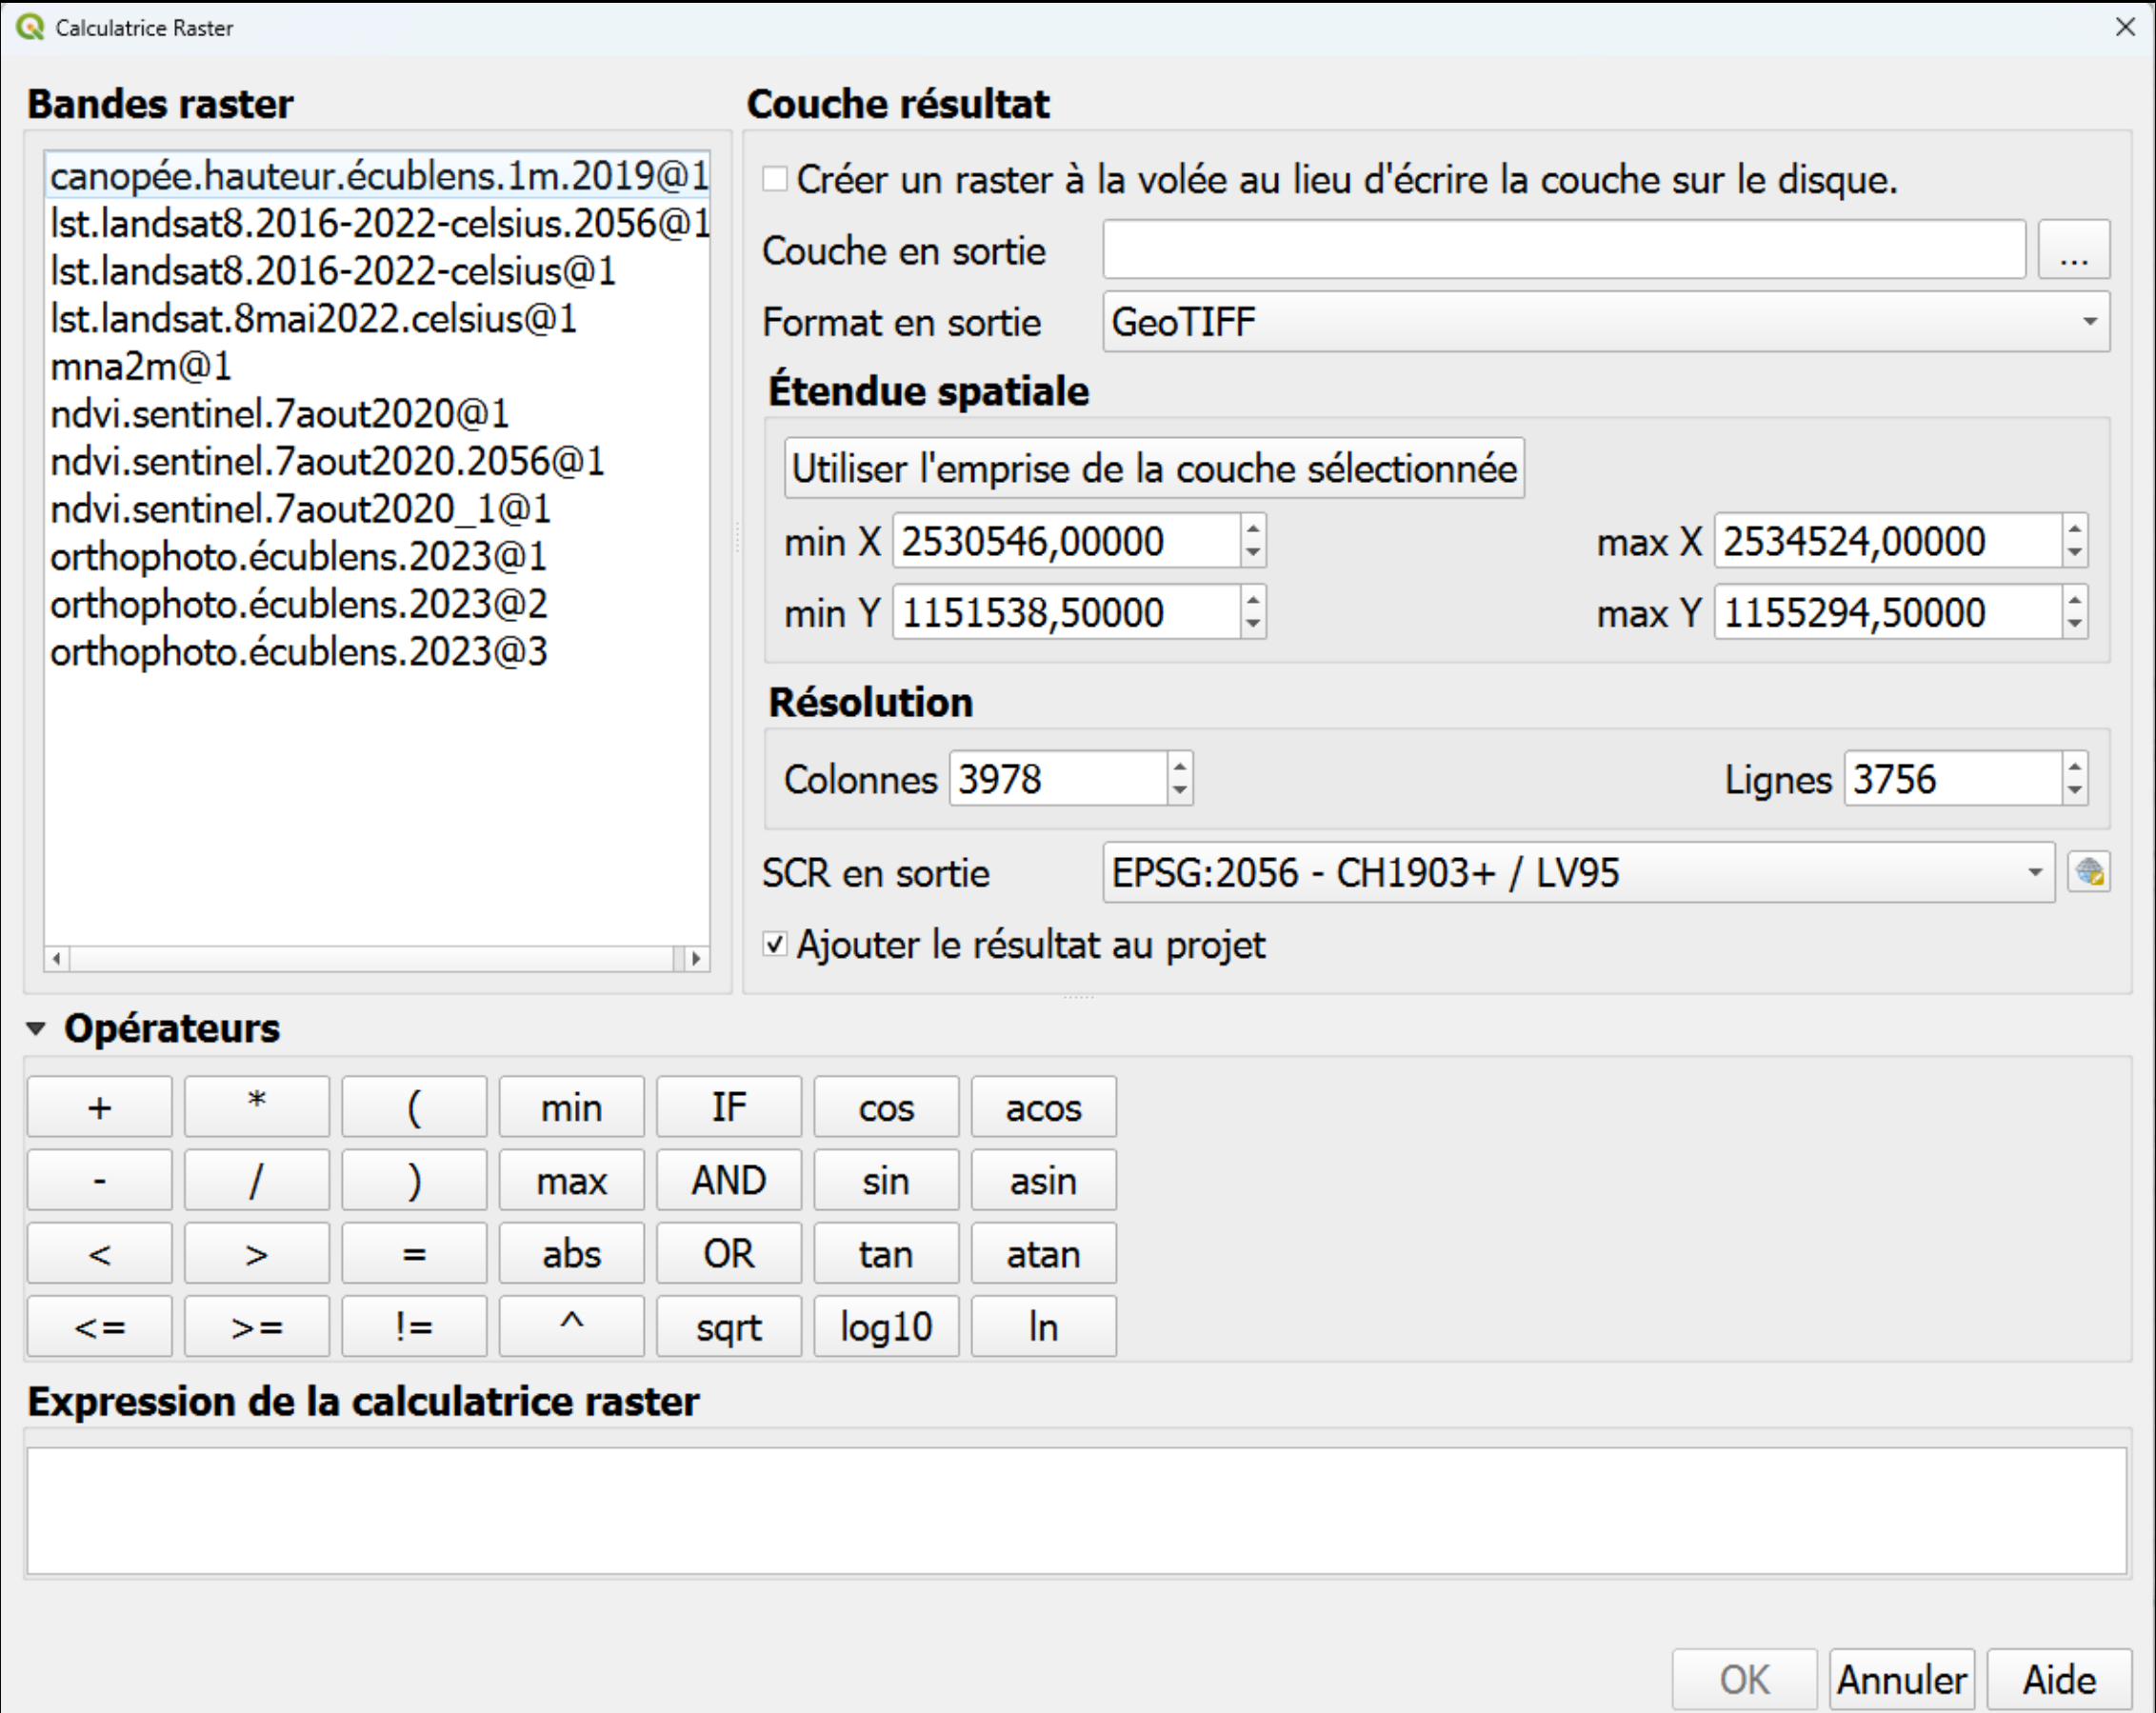 Calculatrice Raster
Bandes raster
canopée.hauteur.écublens.1m.2019@1
lst.landsat8.2016-2022-celsius.2056@1
lst.landsat8.2016-2022-celsius@1
lst.landsat.8mai2022.celsius@1
mna2m@1
ndvi.sentinel.7aout2020@1
ndvi.sentinel.7aout2020.2056@1
ndvi.sentinel.7aout2020_1@1
orthophoto.écublens.2023@1
orthophoto.écublens.2023@2
orthophoto.écublens.2023@3
Couche résultat
Créer un raster à la volée au lieu d'écrire la couche sur le disque.
Couche en sortie ...
Format en sortie GeoTIFF
Étendue spatiale
Utiliser l'emprise de la couche sélectionnée
min X 2530546,00000 max X 2534524,00000
min Y 1151538,50000 max Y 1155294,50000
Résolution
Colonnes 3978 Lignes 3756
SCR en sortie EPSG:2056 - CH1903+ / LV95
Ajouter le résultat au projet
Opérateurs
+ * ( min IF cos acos
- / ) max AND sin asin
< > = abs OR tan atan
<= >= != ^ sqrt log10 ln
Expression de la calculatrice raster
OK Annuler Aide